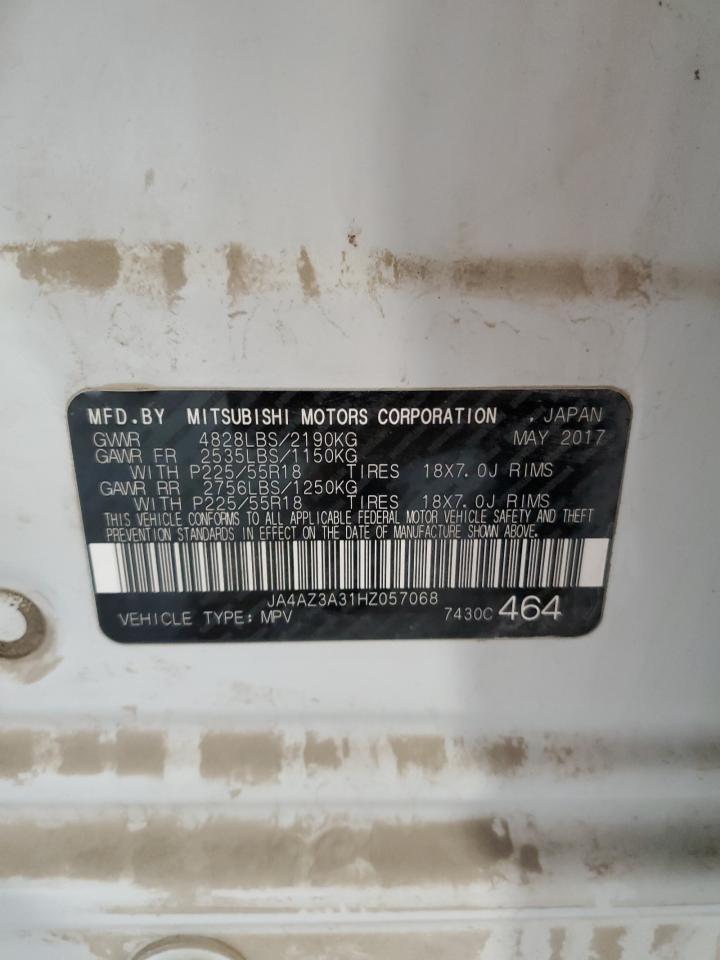 MFD.BY MITSUBISHI MOTORS CORPORATION , JAPAN
GVWR 4828LBS/2190KG MAY 2017
GAWR FR 2535LBS/1150KG
WITH P225/55R18 TIRES 18X7.0J RIMS
GAWR RR 2756LBS/1250KG
WITH P225/55R18 TIRES 18X7.0J RIMS
THIS VEHICLE CONFORMS TO ALL APPLICABLE FEDERAL MOTOR VEHICLE SAFETY AND THEFT
PREVENTION STANDARDS IN EFFECT ON THE DATE OF MANUFACTURE SHOWN ABOVE.
JA4AZ3A31HZ057068
VEHICLE TYPE: MPV 7430C 464